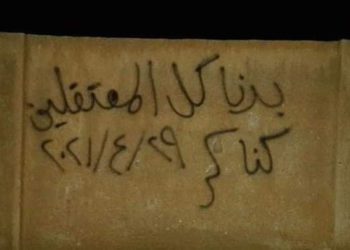 بدنا كل المعتقلين
كناكر ٢٩/٤/٢٠٢١